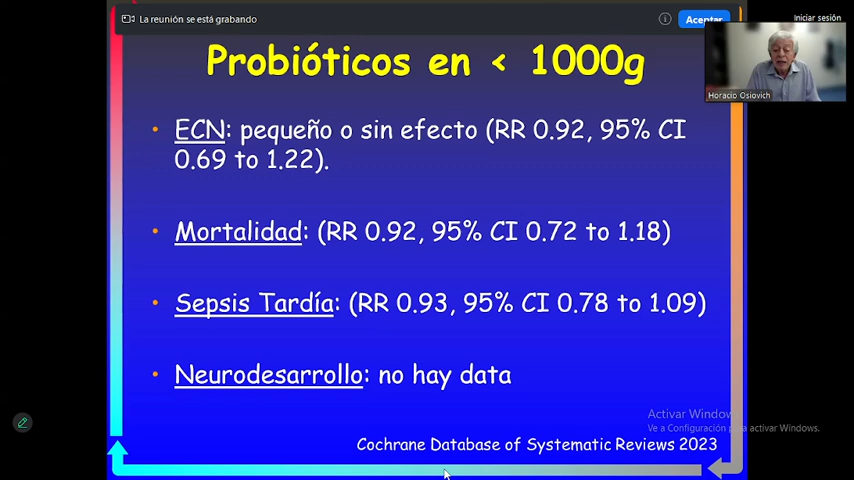 La reunión se está grabando
Aceptar
Iniciar sesión
Probióticos en < 1000g
Horacio Osiovich
• ECN: pequeño o sin efecto (RR 0.92, 95% CI
0.69 to 1.22).
• Mortalidad: (RR 0.92, 95% CI 0.72 to 1.18)
• Sepsis Tardía: (RR 0.93, 95% CI 0.78 to 1.09)
• Neurodesarrollo: no hay data
Activar Windows
Ve a Configuración para activar Windows.
Cochrane Database of Systematic Reviews 2023